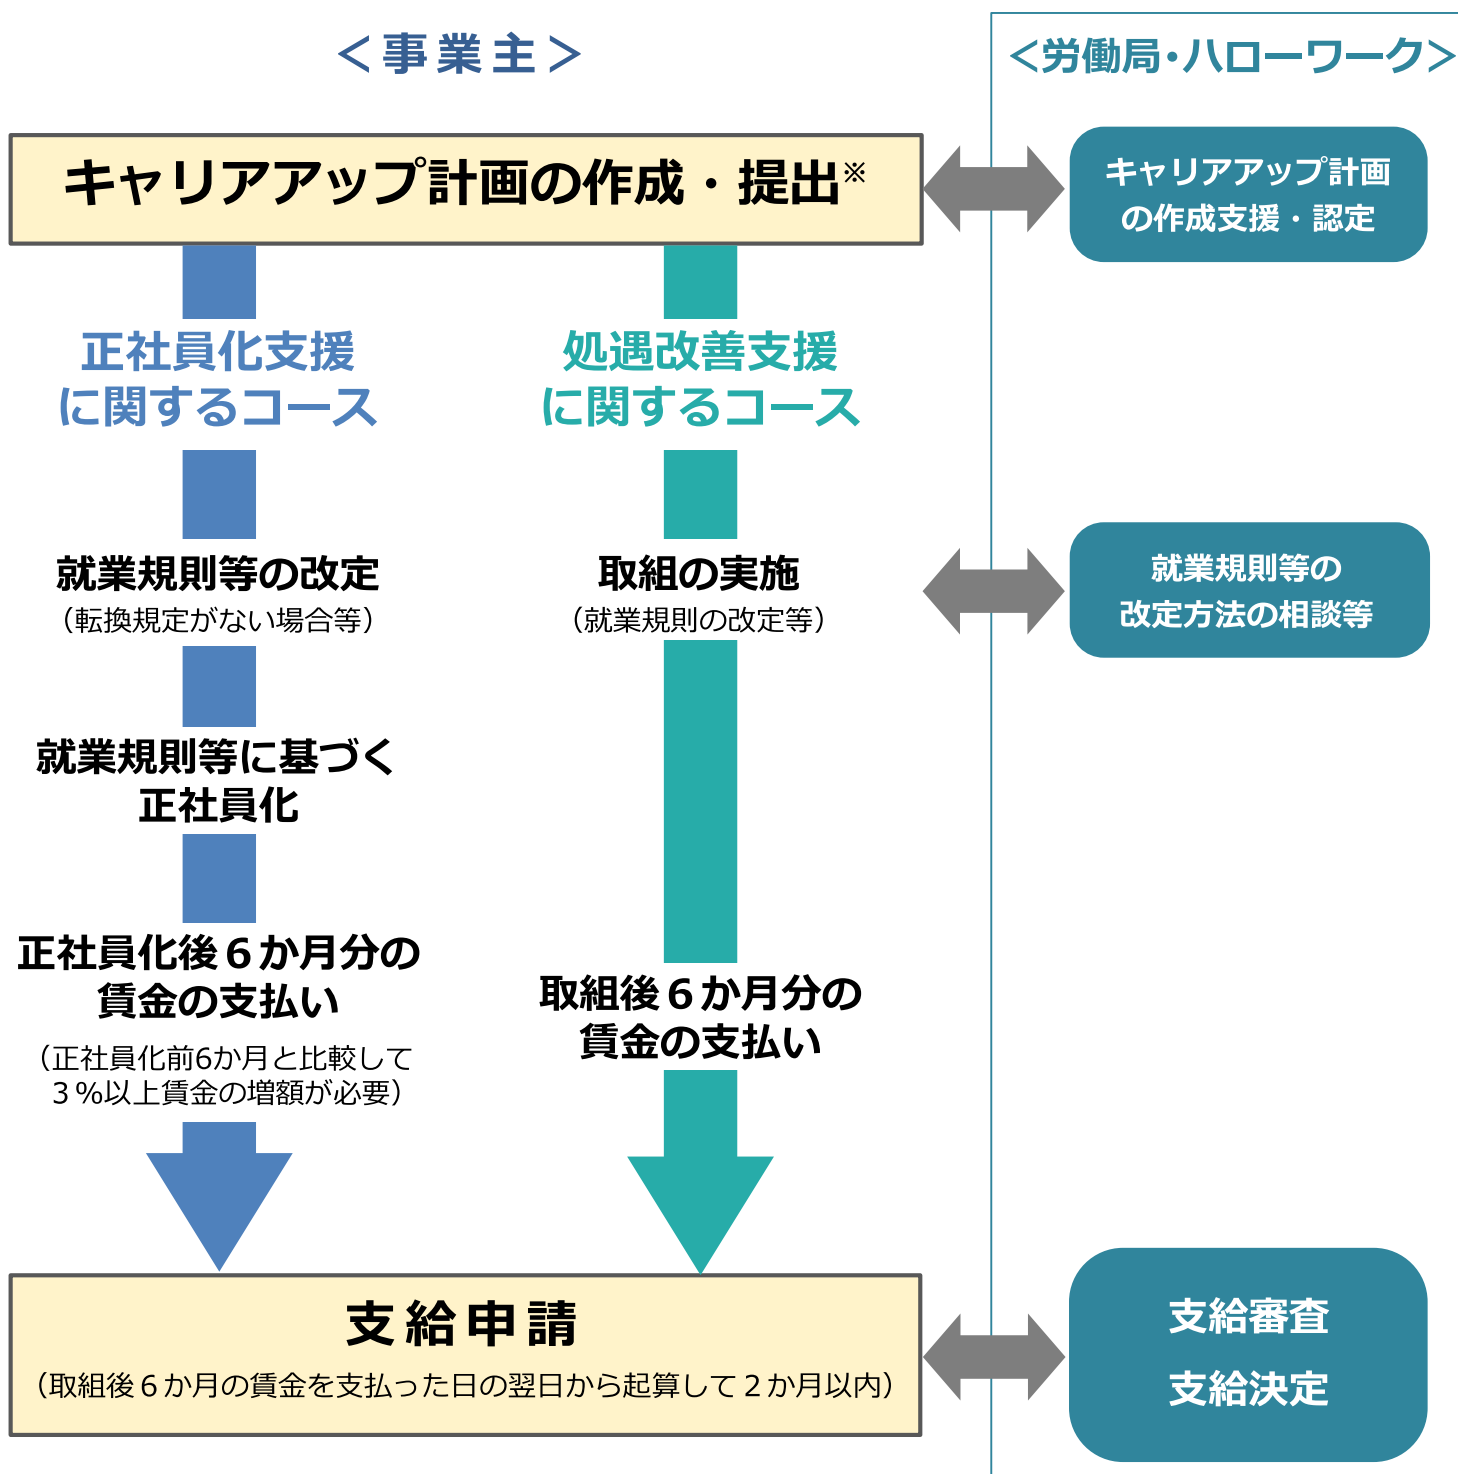 ＜事業主＞
＜労働局・ハローワーク＞
キャリアアップ計画の作成・提出※
キャリアアップ計画
の作成支援・認定
正社員化支援
に関するコース
処遇改善支援
に関するコース
就業規則等の改定
（転換規定がない場合等）
取組の実施
（就業規則の改定等）
就業規則等の
改定方法の相談等
就業規則等に基づく
正社員化
正社員化後６か月分の
賃金の支払い
（正社員化前6か月と比較して
３％以上賃金の増額が必要）
取組後６か月分の
賃金の支払い
支給申請
（取組後６か月の賃金を支払った日の翌日から起算して２か月以内）
支給審査
支給決定